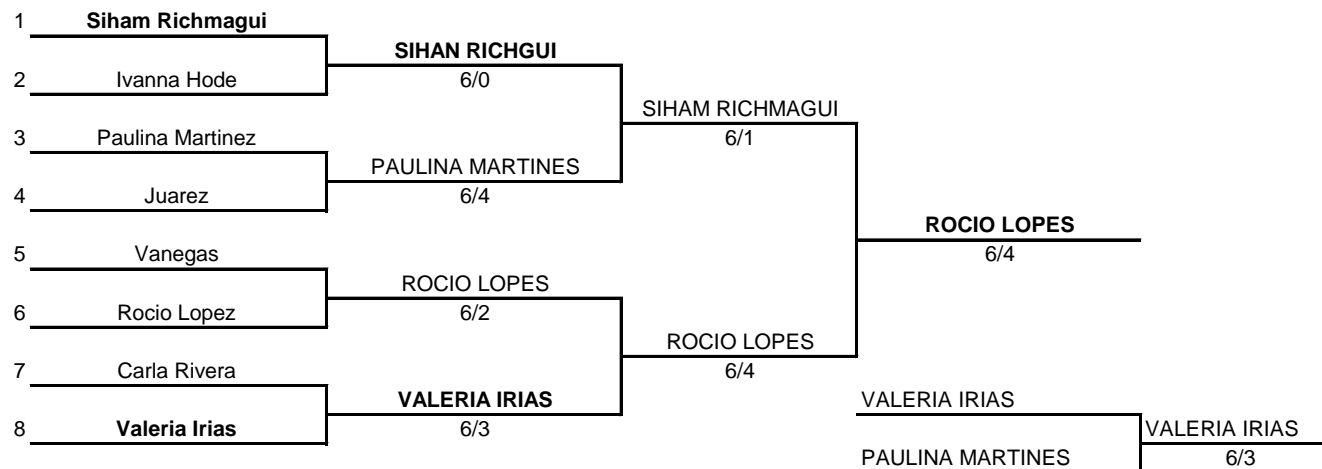 1 Siham Richmagui
SIHAN RICHGUI
2 Ivanna Hode
6/0
SIHAM RICHMAGUI
6/1
3 Paulina Martinez
PAULINA MARTINES
4 Juarez
6/4
ROCIO LOPES
6/4
5 Vanegas
ROCIO LOPES
6 Rocio Lopez
6/2
ROCIO LOPES
6/4
7 Carla Rivera
VALERIA IRIAS
8 Valeria Irias
6/3
VALERIA IRIAS
VALERIA IRIAS
PAULINA MARTINES
6/3